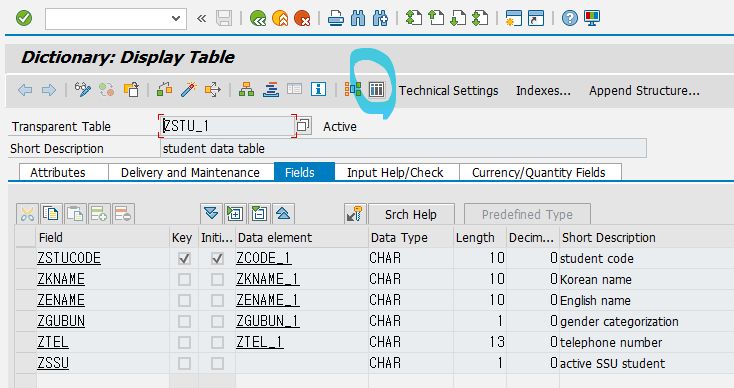 Dictionary: Display Table
Technical Settings Indexes... Append Structure...
Transparent Table ZSTU_1 Active
Short Description student data table
Attributes Delivery and Maintenance Fields Input Help/Check Currency/Quantity Fields
Srch Help Predefined Type
Field Key Initi... Data element Data Type Length Decim... Short Description
ZSTUCODE ZCODE_1 CHAR 10 0 student code
ZKNAME ZKNAME_1 CHAR 10 0 Korean name
ZENAME ZENAME_1 CHAR 10 0 English name
ZGUBUN ZGUBUN_1 CHAR 1 0 gender categorization
ZTEL ZTEL_1 CHAR 13 0 telephone number
ZSSU CHAR 1 0 active SSU student